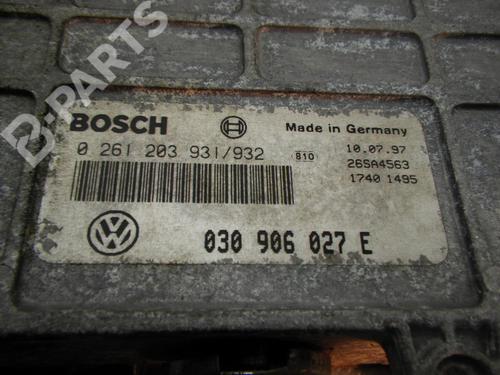 B-PARTS
BOSCH
Made in Germany
0 261 203 931/932
810
10.07.97
26SA4563
1740 1495
030 906 027 E